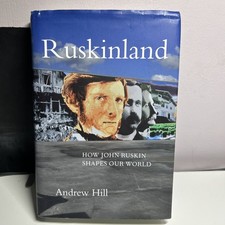 Ruskinland
HOW JOHN RUSKIN
SHAPES OUR WORLD
Andrew Hill